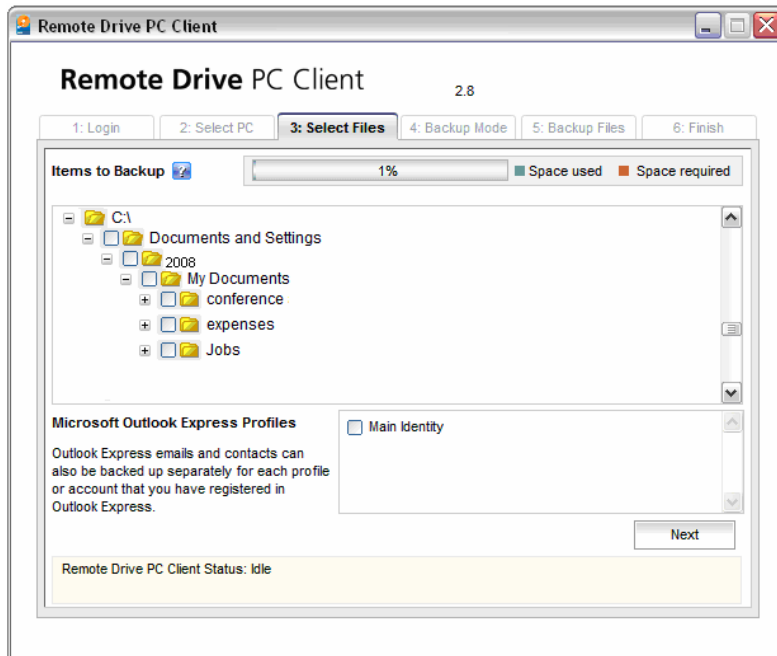 Remote Drive PC Client
Remote Drive PC Client
2.8
1: Login 2: Select PC 3: Select Files 4: Backup Mode 5: Backup Files 6: Finish
Items to Backup ? 1% Space used Space required
C:\
Documents and Settings
2008
My Documents
conference
expenses
Jobs
Microsoft Outlook Express Profiles
Main Identity
Outlook Express emails and contacts can
also be backed up separately for each profile
or account that you have registered in
Outlook Express.
Next
Remote Drive PC Client Status: Idle